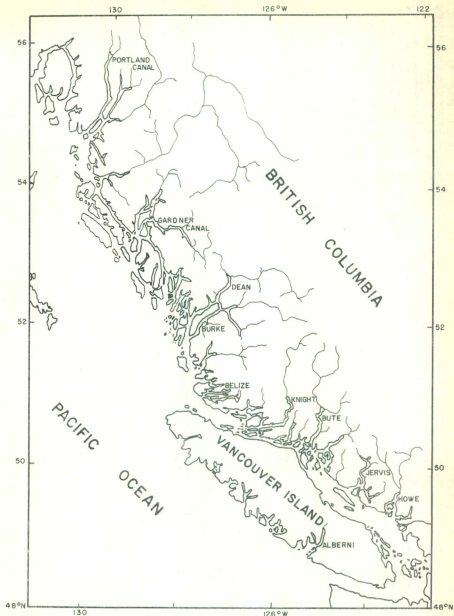 130 126°W 122
56 56
PORTLAND
CANAL
BRITISH COLUMBIA
54 54
GARDNER
CANAL
DEAN
52 52
BURKE
BELIZE
KNIGHT
BUTE
PACIFIC OCEAN
VANCOUVER ISLAND
50 50
JERVIS
HOWE
ALBERNI
48°N 48°N
130 126°W